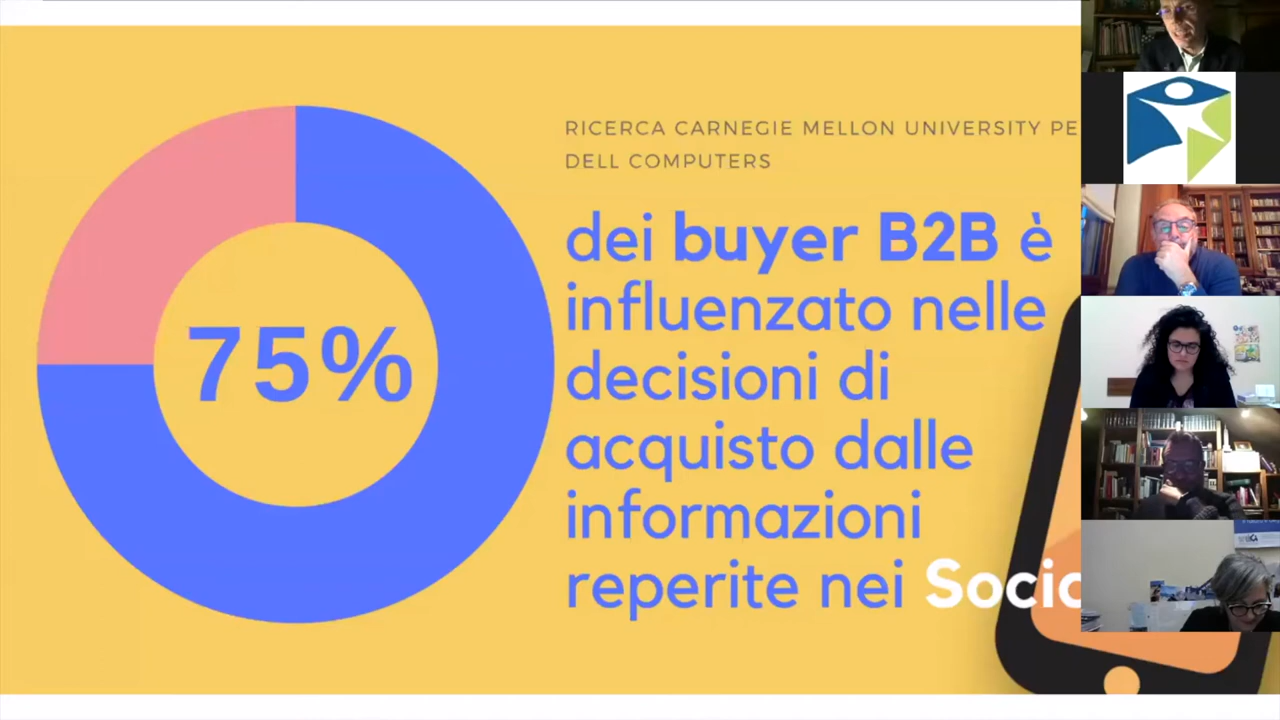 RICERCA CARNEGIE MELLON UNIVERSITY PE
DELL COMPUTERS
75%
dei buyer B2B è
influenzato nelle
decisioni di
acquisto dalle
informazioni
reperite nei Socia